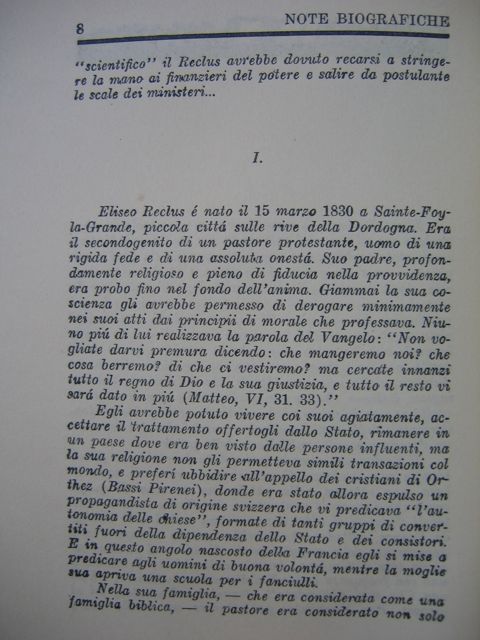 8
NOTE BIOGRAFICHE
"scientifico" il Reclus avrebbe dovuto recarsi a stringe-
re la mano ai finanzieri del potere e salire da postulante
le scale dei ministeri...
I.
Eliseo Reclus é nato il 15 marzo 1830 a Sainte-Foy-
la-Grande, piccola cittá sulle rive della Dordogna. Era
il secondogenito di un pastore protestante, uomo di una
rigida fede e di una assoluta onestá. Suo padre, profon-
damente religioso e pieno di fiducia nella provvidenza,
era probo fino nel fondo dell'anima. Giammai la sua co-
scienza gli avrebbe permesso di derogare minimamente
nei suoi atti dai principii di morale che professava. Niu-
no piú di lui realizzava la parola del Vangelo: "Non vo-
gliate darvi premura dicendo: che mangeremo noi? che
cosa berremo? di che ci vestiremo? ma cercate innanzi
tutto il regno di Dio e la sua giustizia, e tutto il resto vi
sará dato in piú (Matteo, VI, 31. 33)."
Egli avrebbe potuto vivere coi suoi agiatamente, ac-
cettare il trattamento offertogli dallo Stato, rimanere in
un paese dove era ben visto dalle persone influenti, ma
la sua religione non gli permetteva simili transazioni col
mondo, e preferí ubbidire all'appello dei cristiani di Or-
thez (Bassi Pirenei), donde era stato allora espulso un
propagandista di origine svizzera che vi predicava "l'au-
tonomia delle chiese", formate di tanti gruppi di conver-
titi fuori della dipendenza dello Stato e dei consistori.
E in questo angolo nascosto della Francia egli si mise a
predicare agli uomini di buona volontá, mentre la moglie
sua apriva una scuola per i fanciulli.
Nella sua famiglia, — che era considerata come una
famiglia biblica, — il pastore era considerato non solo